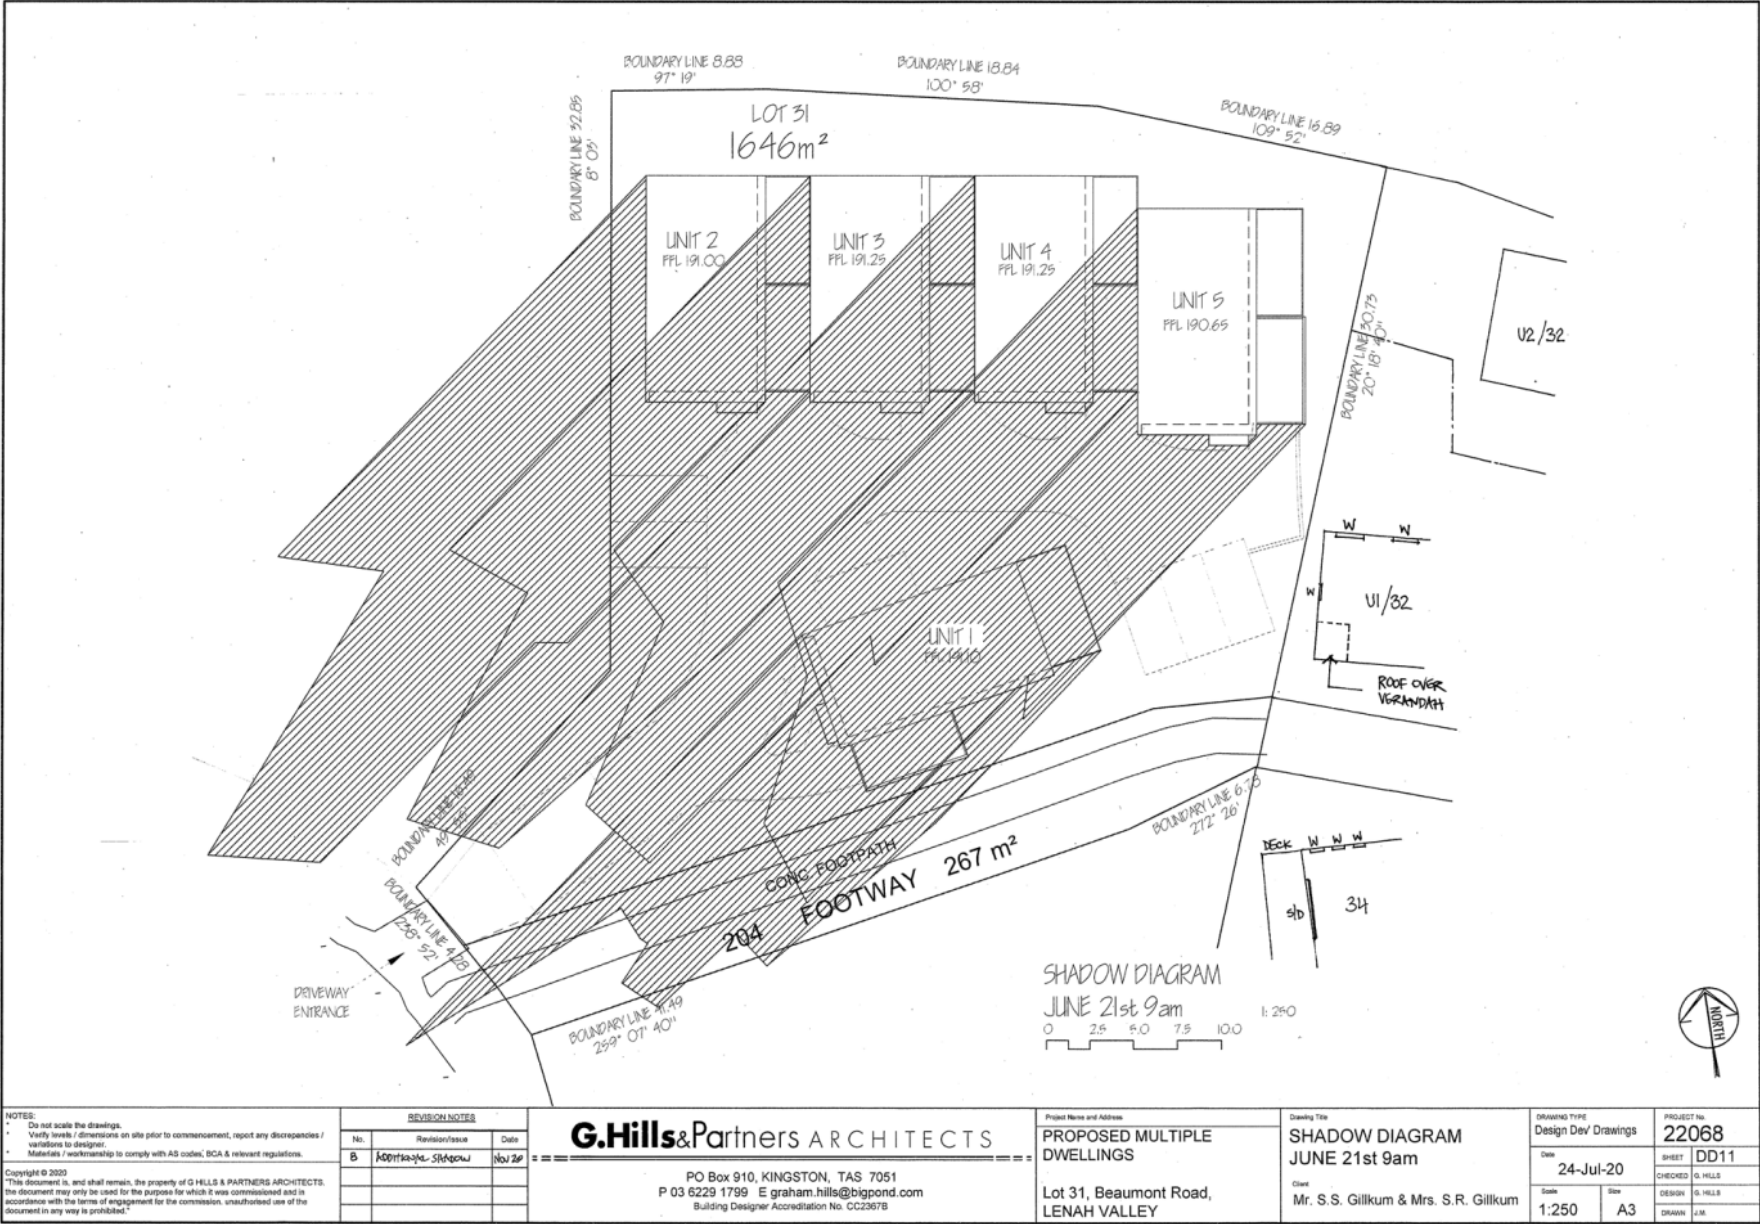 BOUNDARY LINE 8.88
97° 19'
BOUNDARY LINE 18.84
100° 58'
BOUNDARY LINE 16.89
109° 52'
BOUNDARY LINE 32.85
8° 03'
LOT 31
1646m²
UNIT 2
FFL 191.00
UNIT 3
FFL 191.25
UNIT 4
FFL 191.25
UNIT 5
FFL 190.65
BOUNDARY LINE 30.73
20° 18' 40"
U2/32
W
W
W
U1/32
ROOF OVER
VERANDAH
UNIT 1
FFL 191.10
BOUNDARY LINE
BOUNDARY LINE 4.28
238° 52'
DRIVEWAY
ENTRANCE
CONC FOOTPATH
204 FOOTWAY 267 m²
BOUNDARY LINE
272° 26'
BOUNDARY LINE 41.49
259° 07' 40"
DECK W W W
S/D
34
SHADOW DIAGRAM
JUNE 21st 9am
1:250
0 2.5 5.0 7.5 10.0
NORTH
NOTES:
* Do not scale the drawings.
* Verify levels / dimensions on site prior to commencement, report any discrepancies /
variations to designer.
* Materials / workmanship to comply with AS codes, BCA & relevant regulations.
Copyright © 2020
"This document is, and shall remain, the property of G HILLS & PARTNERS ARCHITECTS.
the document may only be used for the purpose for which it was commissioned and in
accordance with the terms of engagement for the commission. unauthorised use of the
document in any way is prohibited."
REVISION NOTES
No. Revision/Issue Date
B ADDITIONAL SHADOW Nov 20
G.Hills&Partners ARCHITECTS
PO Box 910, KINGSTON, TAS 7051
P 03 6229 1799 E graham.hills@bigpond.com
Building Designer Accreditation No. CC2367B
Project Name and Address
PROPOSED MULTIPLE
DWELLINGS
Lot 31, Beaumont Road,
LENAH VALLEY
Drawing Title
SHADOW DIAGRAM
JUNE 21st 9am
Client
Mr. S.S. Gillkum & Mrs. S.R. Gillkum
DRAWING TYPE
Design Dev' Drawings
Date
24-Jul-20
Scale
1:250
Size
A3
PROJECT No.
22068
SHEET DD11
CHECKED G. HILLS
DESIGN G. HILLS
DRAWN J.M.